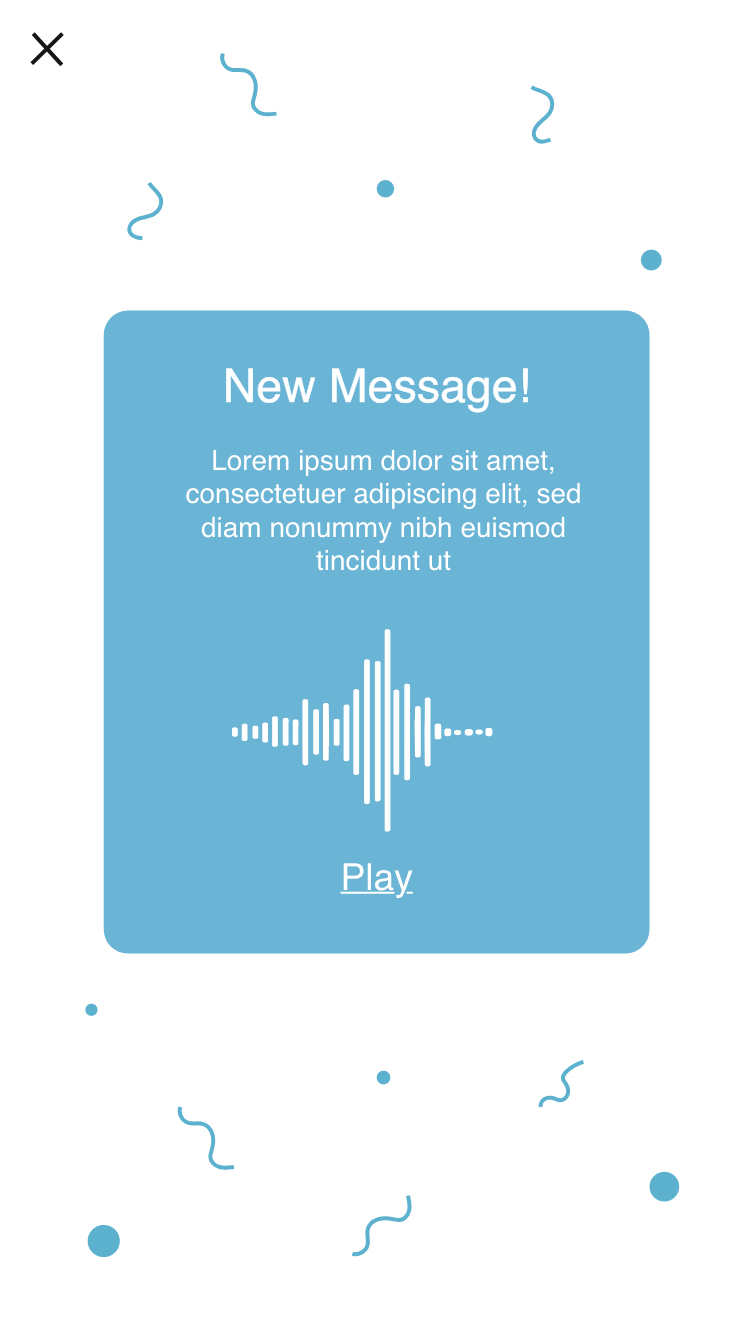 New Message!
Lorem ipsum dolor sit amet,
consectetuer adipiscing elit, sed
diam nonummy nibh euismod
tincidunt ut
Play